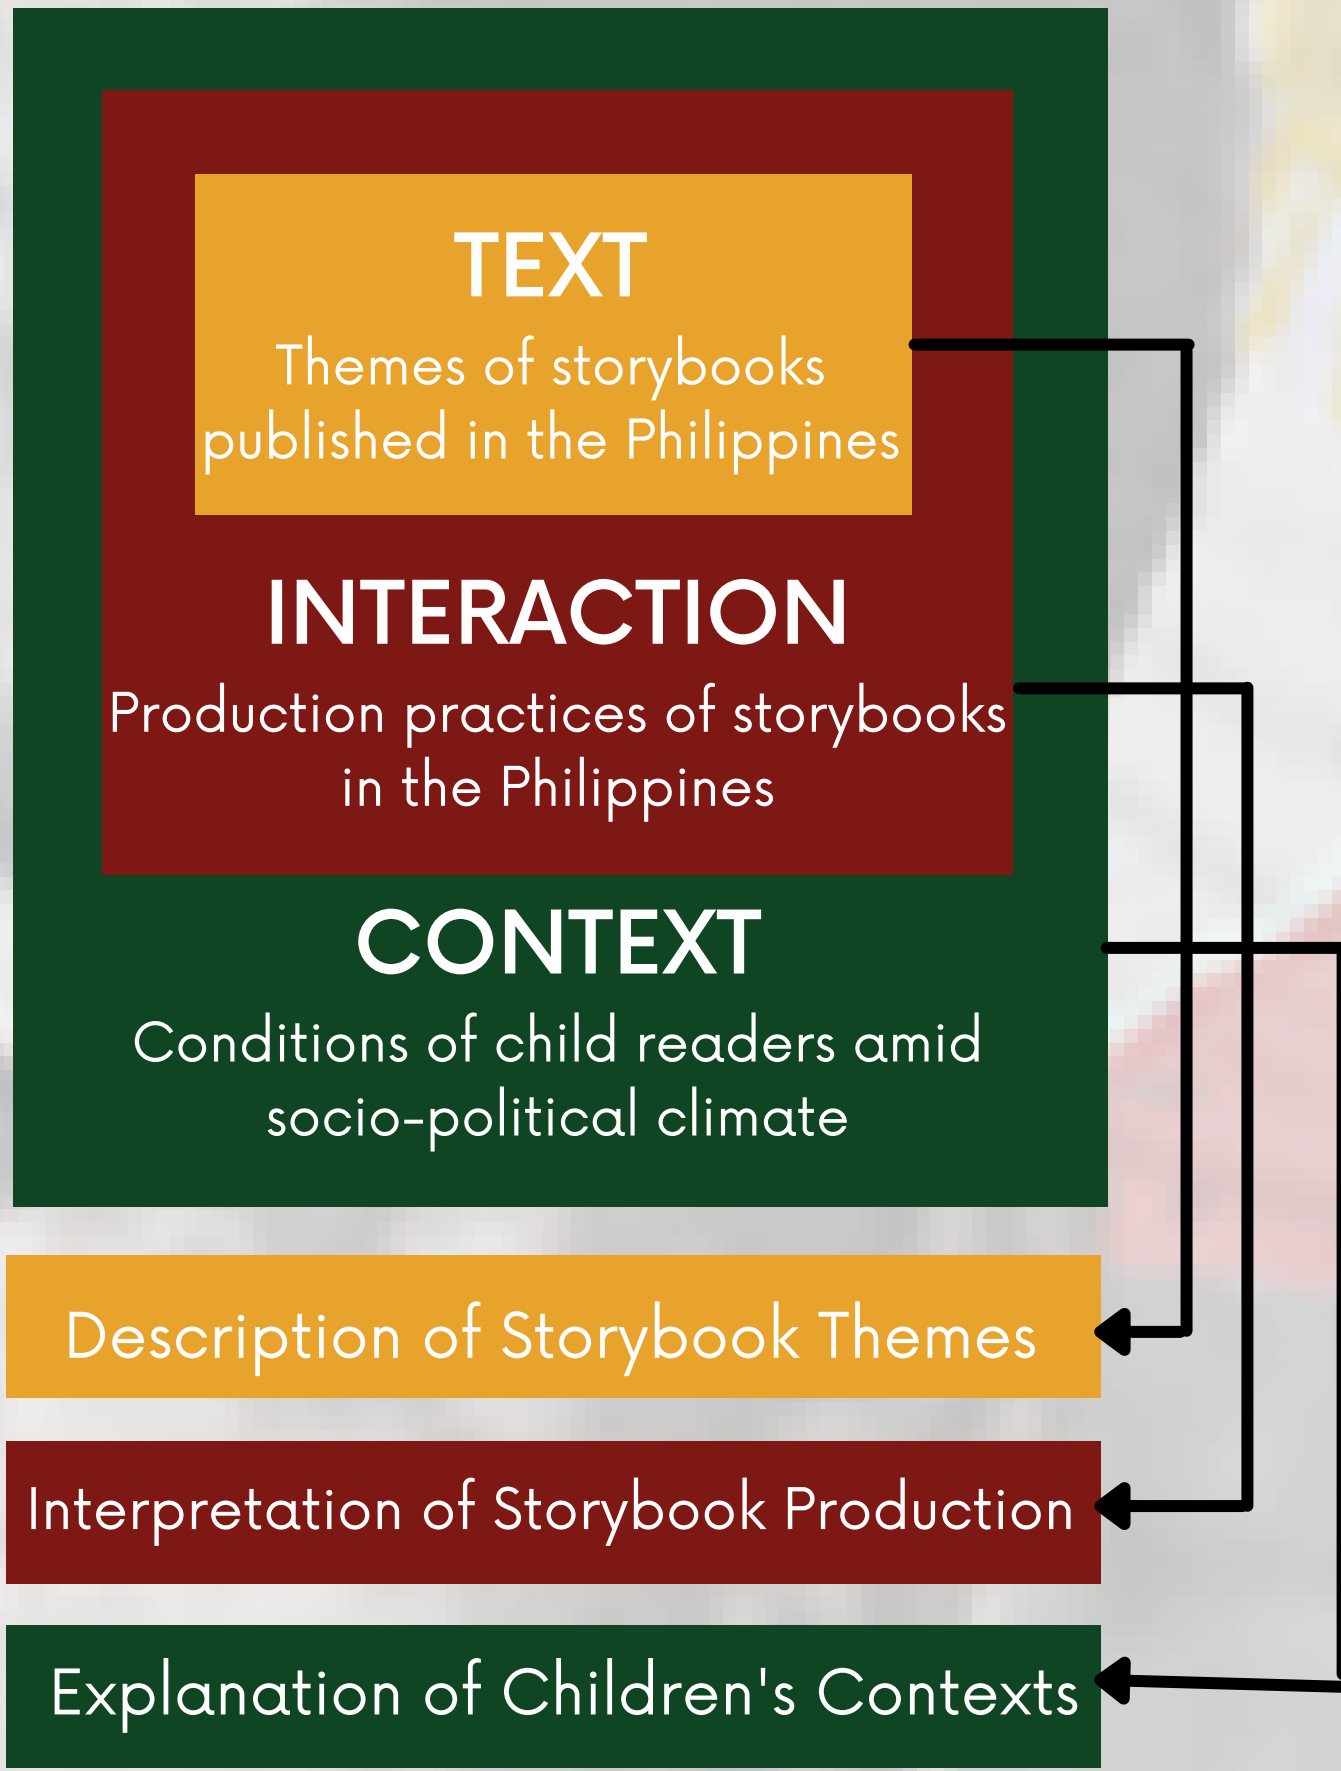 TEXT
Themes of storybooks
published in the Philippines
INTERACTION
Production practices of storybooks
in the Philippines
CONTEXT
Conditions of child readers amid
socio-political climate
Description of Storybook Themes
Interpretation of Storybook Production
Explanation of Children's Contexts